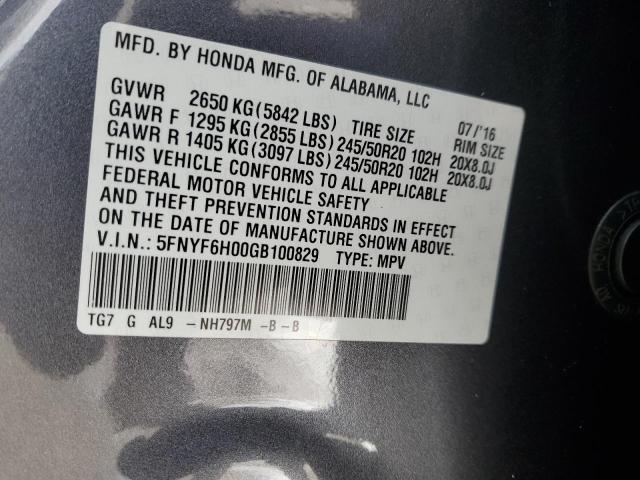 MFD. BY HONDA MFG. OF ALABAMA, LLC
GVWR 2650 KG(5842 LBS) TIRE SIZE 07/'16 RIM SIZE
GAWR F 1295 KG(2855 LBS) 245/50R20 102H 20X8.0J
GAWR R 1405 KG(3097 LBS) 245/50R20 102H 20X8.0J
THIS VEHICLE CONFORMS TO ALL APPLICABLE
FEDERAL MOTOR VEHICLE SAFETY
AND THEFT PREVENTION STANDARDS IN EFFECT
ON THE DATE OF MANUFACTURE SHOWN ABOVE.
V.I.N.: 5FNYF6H00GB100829 TYPE: MPV
TG7 G AL9 -NH797M -B-B
HONDA